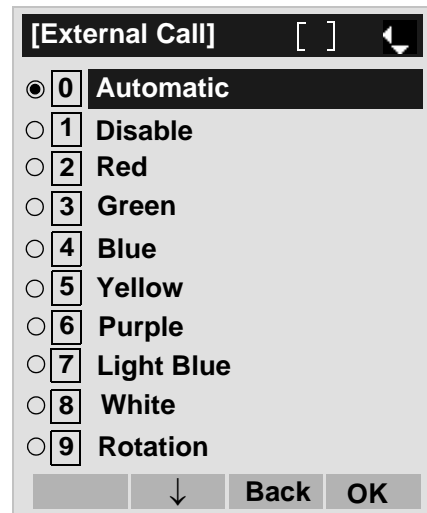 [External Call] [ ]
0 Automatic
1 Disable
2 Red
3 Green
4 Blue
5 Yellow
6 Purple
7 Light Blue
8 White
9 Rotation
↓ Back OK